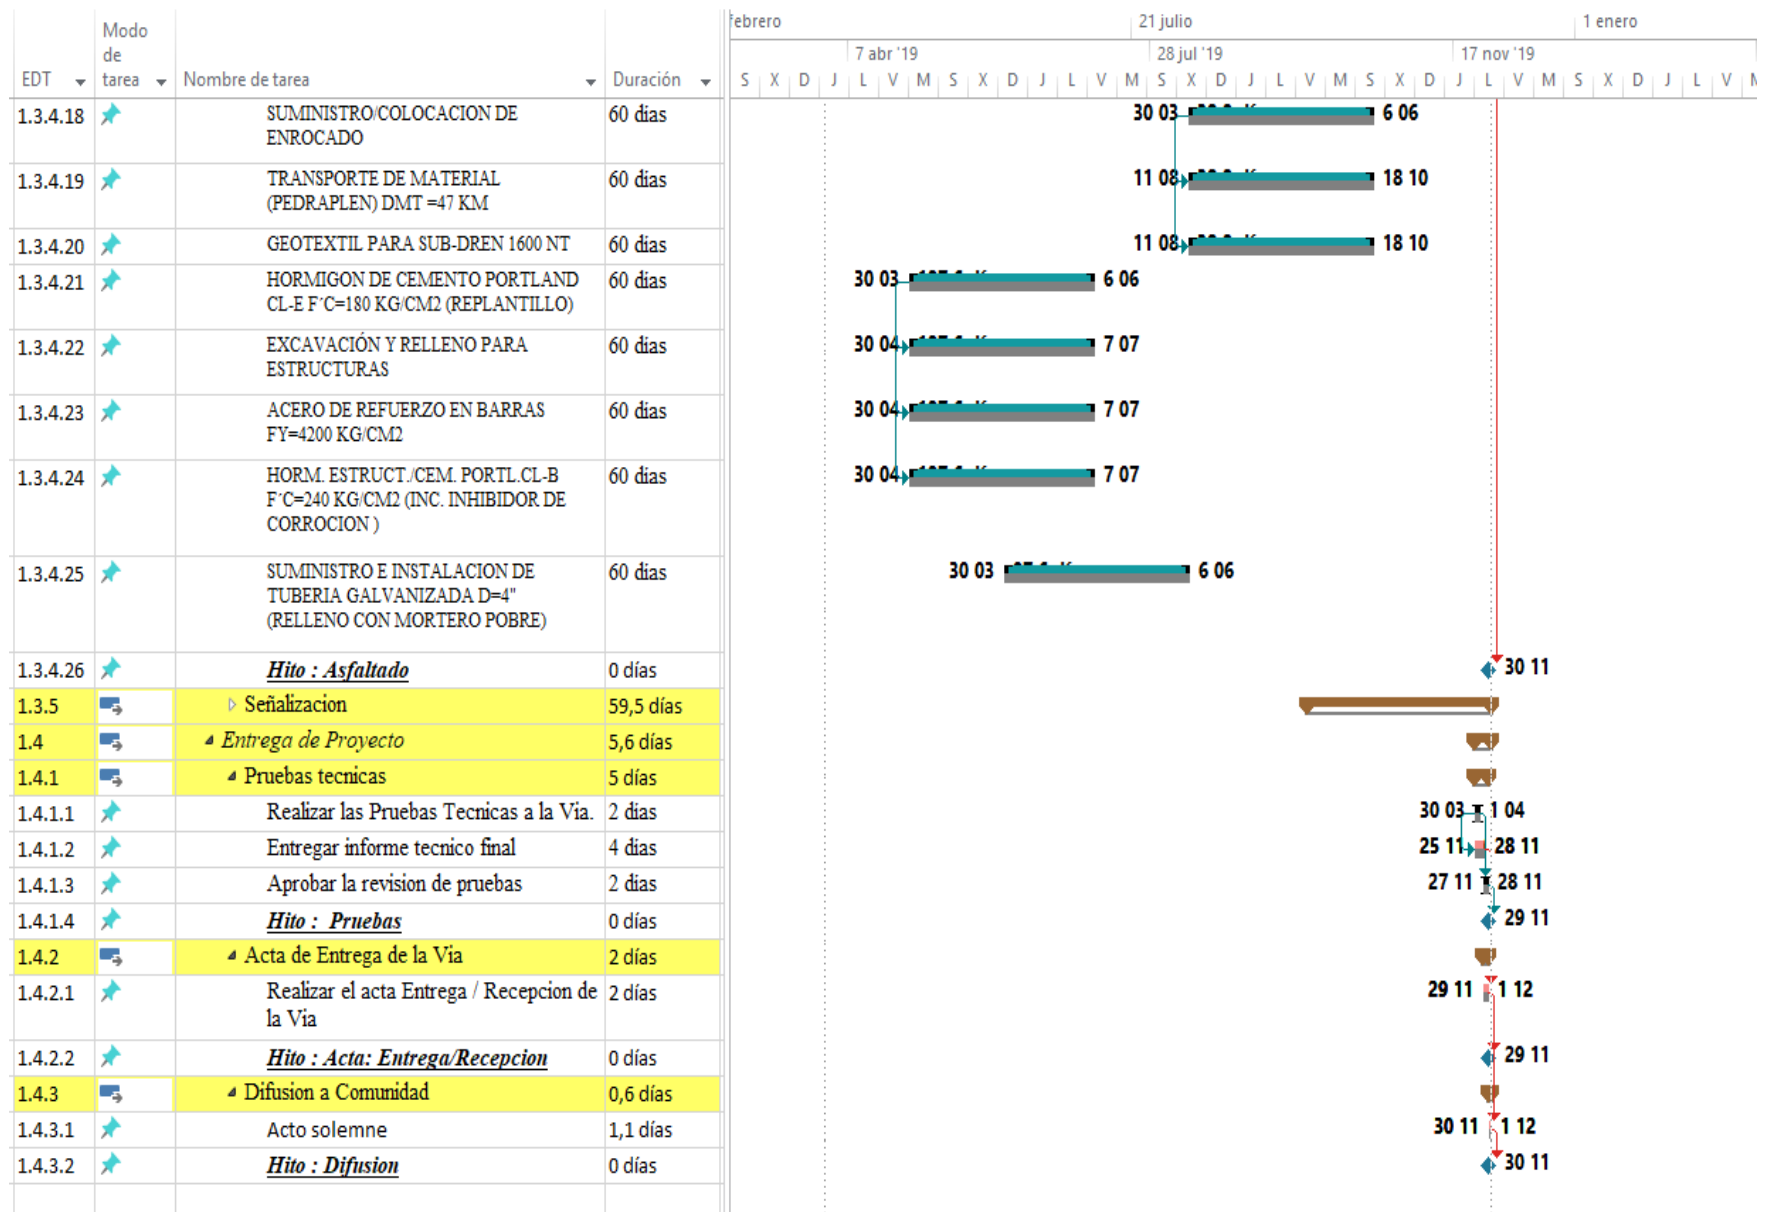 febrero 21 julio 1 enero
Modo de tarea
7 abr '19 28 jul '19 17 nov '19
EDT Nombre de tarea Duración
S X D J L V M S X D J L V M S X D J L V M S X D J L V M S X D J L V
1.3.4.18 SUMINISTRO/COLOCACION DE 60 dias 30 03 6 06
ENROCADO
1.3.4.19 TRANSPORTE DE MATERIAL 60 dias 11 08 18 10
(PEDRAPLEN) DMT =47 KM
1.3.4.20 GEOTEXTIL PARA SUB-DREN 1600 NT 60 dias 11 08 18 10
1.3.4.21 HORMIGON DE CEMENTO PORTLAND 60 dias 30 03 6 06
CL-E F´C=180 KG/CM2 (REPLANTILLO)
1.3.4.22 EXCAVACIÓN Y RELLENO PARA 60 dias 30 04 7 07
ESTRUCTURAS
1.3.4.23 ACERO DE REFUERZO EN BARRAS 60 dias 30 04 7 07
FY=4200 KG/CM2
1.3.4.24 HORM. ESTRUCT./CEM. PORTL.CL-B 60 dias 30 04 7 07
F´C=240 KG/CM2 (INC. INHIBIDOR DE
CORROCION )
1.3.4.25 SUMINISTRO E INSTALACION DE 60 dias 30 03 6 06
TUBERIA GALVANIZADA D=4"
(RELLENO CON MORTERO POBRE)
1.3.4.26 Hito : Asfaltado 0 días 30 11
1.3.5 Señalizacion 59,5 días
1.4 Entrega de Proyecto 5,6 días
1.4.1 Pruebas tecnicas 5 días
1.4.1.1 Realizar las Pruebas Tecnicas a la Via. 2 dias 30 03 1 04
1.4.1.2 Entregar informe tecnico final 4 dias 25 11 28 11
1.4.1.3 Aprobar la revision de pruebas 2 dias 27 11 28 11
1.4.1.4 Hito : Pruebas 0 días 29 11
1.4.2 Acta de Entrega de la Via 2 días
1.4.2.1 Realizar el acta Entrega / Recepcion de 2 días 29 11 1 12
la Via
1.4.2.2 Hito : Acta: Entrega/Recepcion 0 días 29 11
1.4.3 Difusion a Comunidad 0,6 días
1.4.3.1 Acto solemne 1,1 días 30 11 1 12
1.4.3.2 Hito : Difusion 0 días 30 11